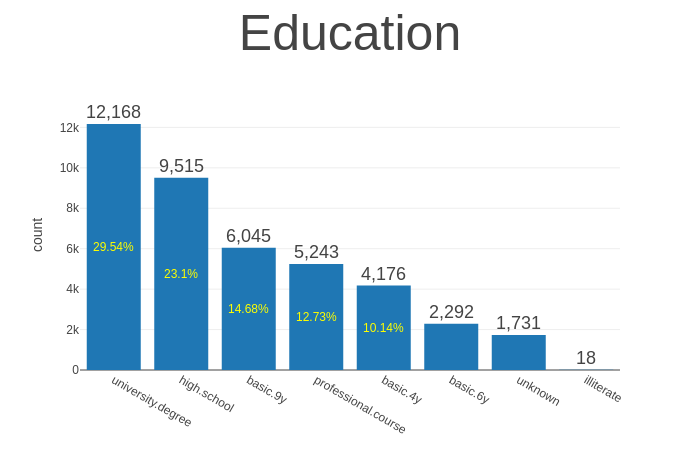 Education
12,168
9,515
6,045
5,243
4,176
2,292
1,731
18
12k
10k
8k
6k
4k
2k
0
count
29.54%
23.1%
14.68%
12.73%
10.14%
university.degree
high.school
basic.9y
professional.course
basic.4y
basic.6y
unknown
illiterate